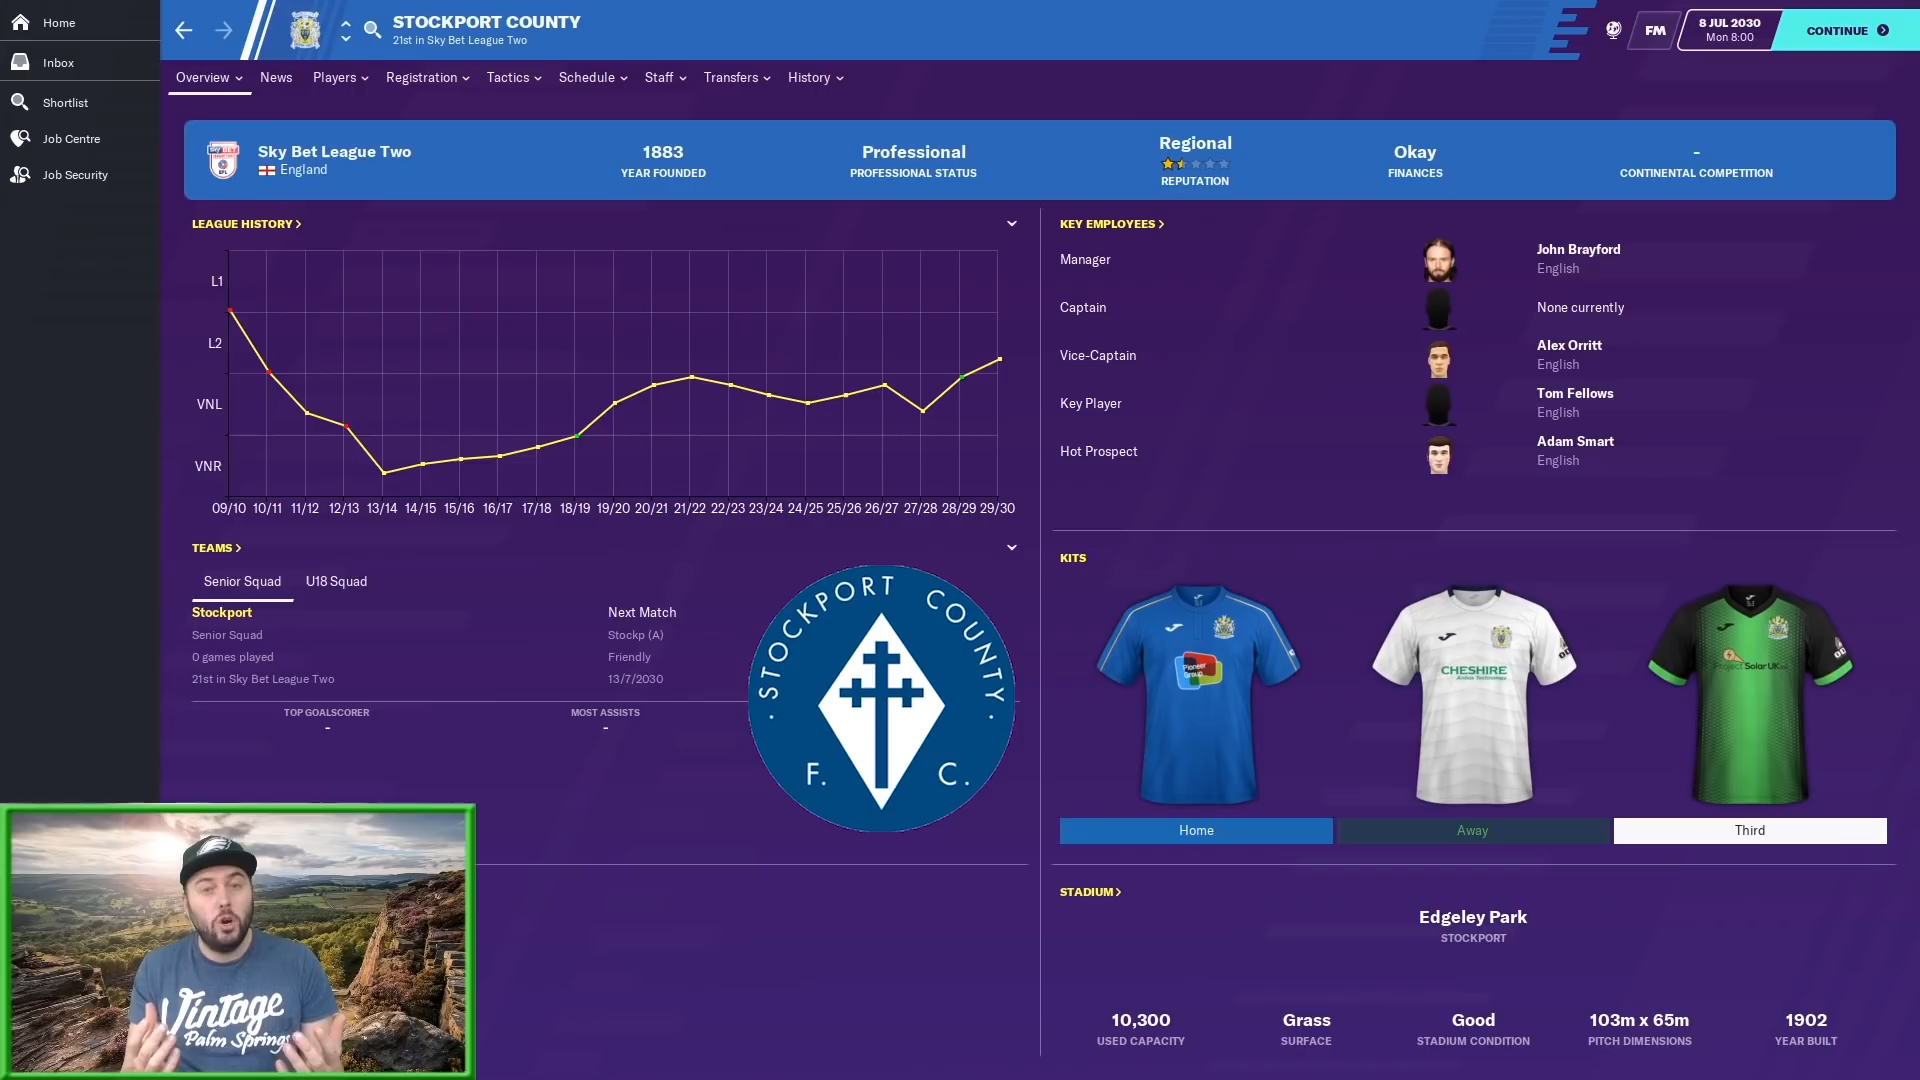 Home
Inbox
Shortlist
Job Centre
Job Security
STOCKPORT COUNTY
21st in Sky Bet League Two
FM
8 JUL 2030
Mon 8:00
CONTINUE
Overview
News
Players
Registration
Tactics
Schedule
Staff
Transfers
History
Sky Bet League Two
England
1883
YEAR FOUNDED
Professional
PROFESSIONAL STATUS
Regional
REPUTATION
Okay
FINANCES
-
CONTINENTAL COMPETITION
LEAGUE HISTORY
L1
L2
VNL
VNR
09/10 10/11 11/12 12/13 13/14 14/15 15/16 16/17 17/18 18/19 19/20 20/21 21/22 22/23 23/24 24/25 25/26 26/27 27/28 28/29 29/30
KEY EMPLOYEES
Manager
John Brayford
English
Captain
None currently
Vice-Captain
Alex Orritt
English
Key Player
Tom Fellows
English
Hot Prospect
Adam Smart
English
TEAMS
Senior Squad
U18 Squad
Stockport
Senior Squad
0 games played
21st in Sky Bet League Two
Next Match
Stockp (A)
Friendly
13/7/2030
TOP GOALSCORER
-
MOST ASSISTS
-
STOCKPORT COUNTY
F. C.
KITS
Pioneer
Group
CHESHIRE
Project Solar UK
Home
Away
Third
STADIUM
Edgeley Park
STOCKPORT
10,300
USED CAPACITY
Grass
SURFACE
Good
STADIUM CONDITION
103m x 65m
PITCH DIMENSIONS
1902
YEAR BUILT
Vintage
Palm Springs